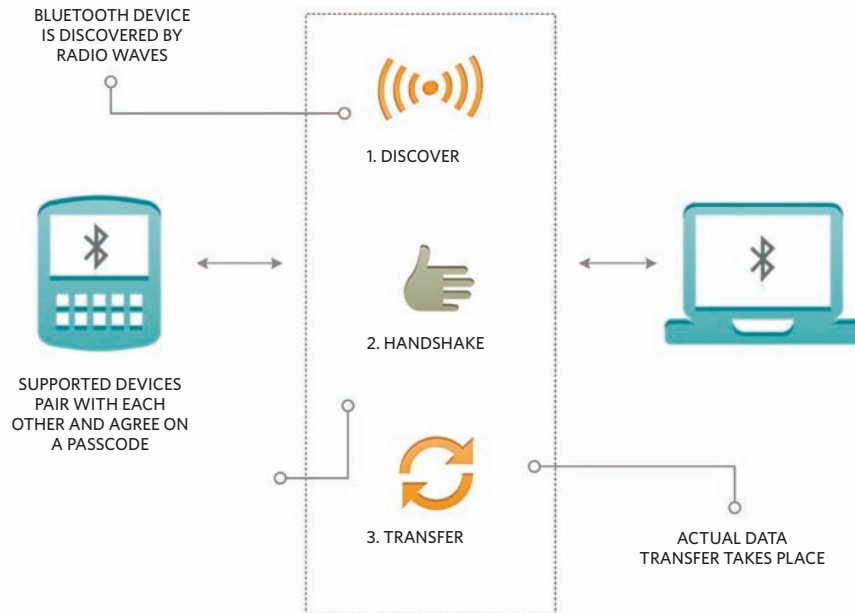 BLUETOOTH DEVICE
IS DISCOVERED BY
RADIO WAVES
1. DISCOVER
2. HANDSHAKE
SUPPORTED DEVICES
PAIR WITH EACH
OTHER AND AGREE ON
A PASSCODE
3. TRANSFER
ACTUAL DATA
TRANSFER TAKES PLACE